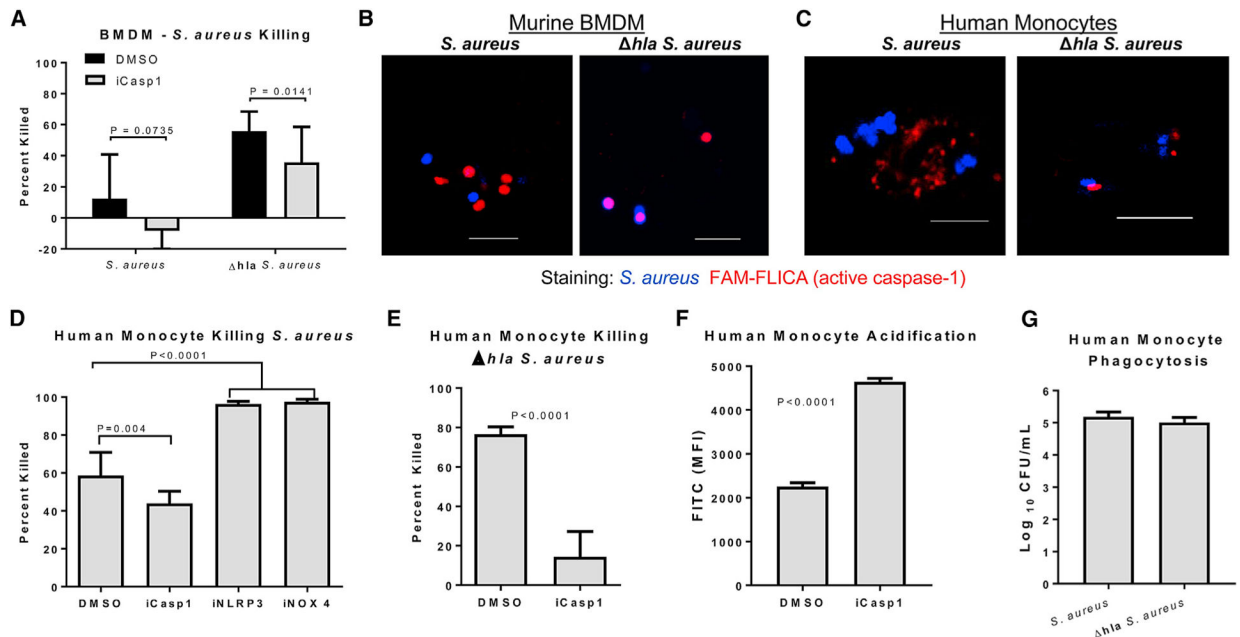 A
BMDM - S. aureus Killing
DMSO
iCasp1
P = 0.0735
P = 0.0141
Percent Killed
100
80
60
40
20
0
-20
S. aureus
Δhla S. aureus
B
Murine BMDM
S. aureus
Δhla S. aureus
C
Human Monocytes
S. aureus
Δhla S. aureus
Staining: S. aureus FAM-FLICA (active caspase-1)
D
Human Monocyte Killing S. aureus
P<0.0001
P=0.004
Percent Killed
100
80
60
40
20
0
DMSO
iCasp1
iNLRP3
iNOX 4
E
Human Monocyte Killing
Δhla S. aureus
P<0.0001
Percent Killed
100
80
60
40
20
0
DMSO
iCasp1
F
Human Monocyte Acidification
P<0.0001
FITC (MFI)
5000
4000
3000
2000
1000
0
DMSO
iCasp1
G
Human Monocyte
Phagocytosis
Log 10 CFU/mL
6
5
4
3
2
1
0
S. aureus
Δhla S. aureus